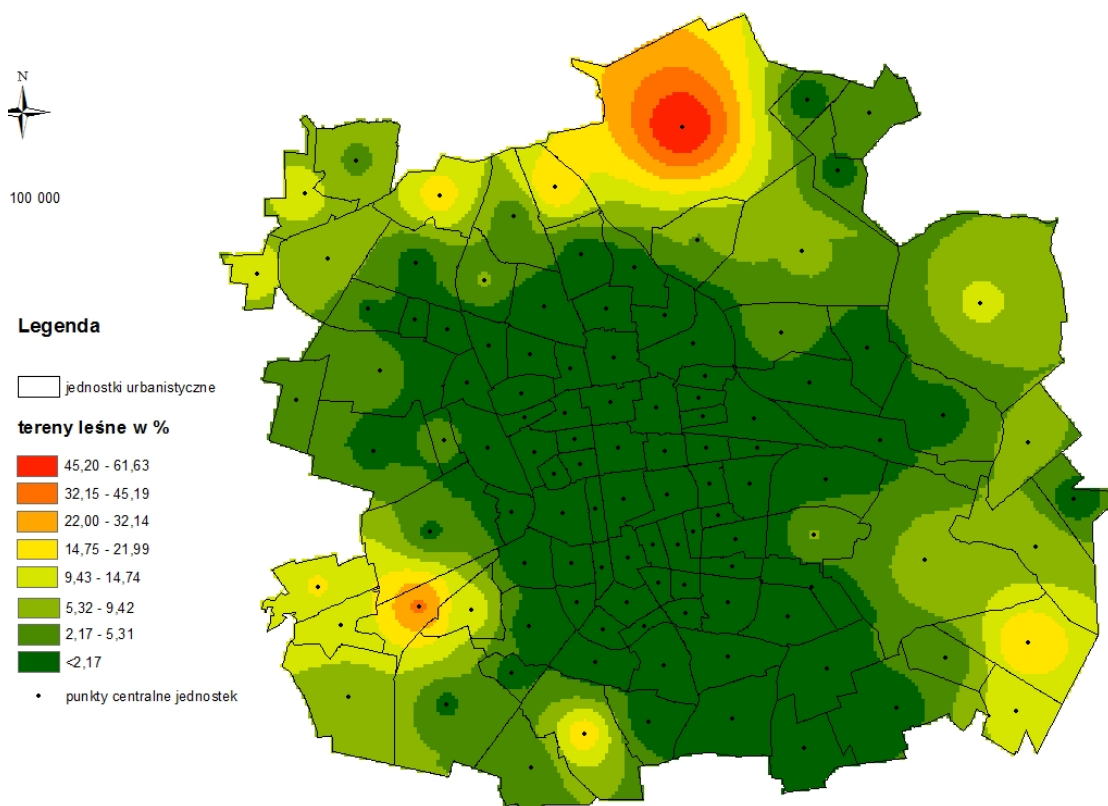 N
100 000
Legenda
jednostki urbanistyczne
tereny leśne w %
45,20 - 61,63
32,15 - 45,19
22,00 - 32,14
14,75 - 21,99
9,43 - 14,74
5,32 - 9,42
2,17 - 5,31
<2,17
punkty centralne jednostek